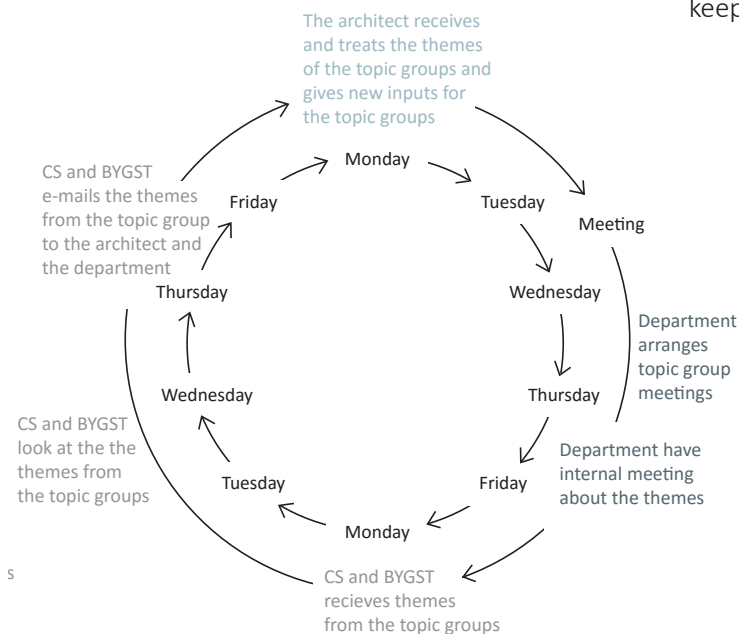 keep
The architect receives
and treats the themes
of the topic groups and
gives new inputs for
the topic groups
Monday
Tuesday
Meeting
Wednesday
Department
arranges
topic group
meetings
Thursday
Department have
internal meeting
about the themes
Friday
Monday
CS and BYGST
recieves themes
from the topic groups
Tuesday
CS and BYGST
look at the the
themes from
the topic groups
Wednesday
Thursday
CS and BYGST
e-mails the themes
from the topic group
to the architect and
the department
Friday
s